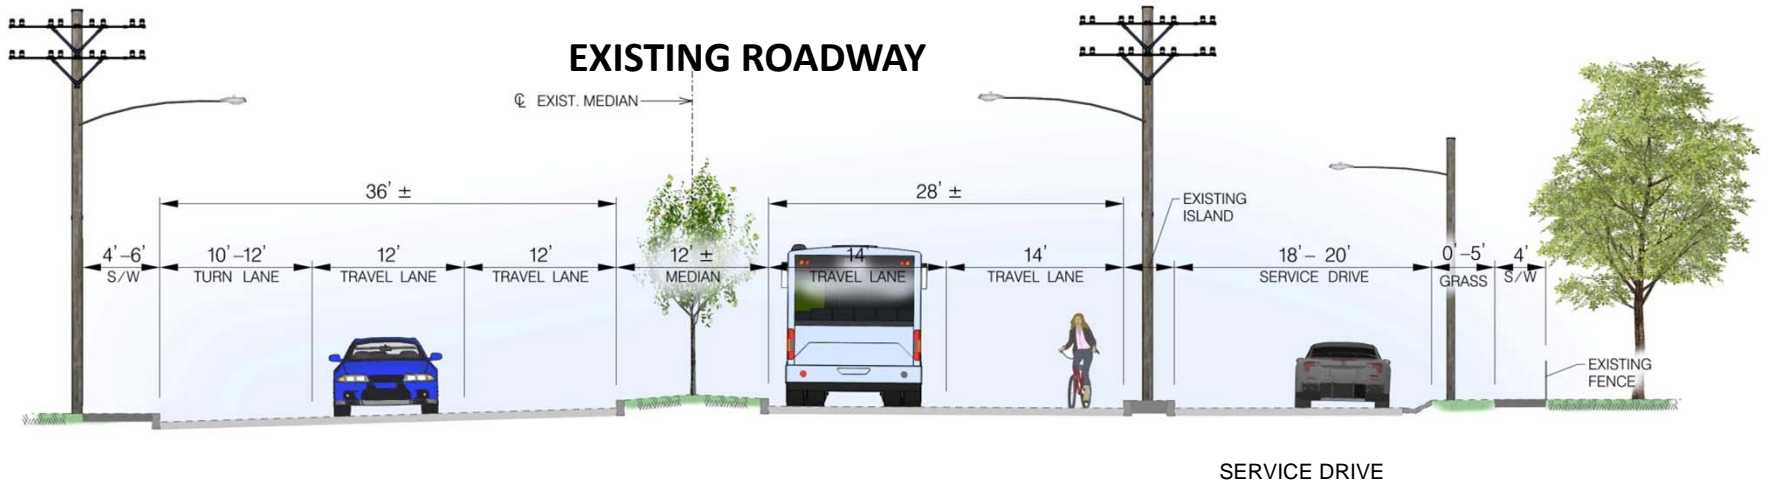 EXISTING ROADWAY
℄ EXIST. MEDIAN
36' ±
28' ±
EXISTING
ISLAND
4'-6'
S/W
10'-12'
TURN LANE
12'
TRAVEL LANE
12'
TRAVEL LANE
12' ±
MEDIAN
14'
TRAVEL LANE
14'
TRAVEL LANE
18' - 20'
SERVICE DRIVE
0'-5'
GRASS
4'
S/W
EXISTING
FENCE
SERVICE DRIVE